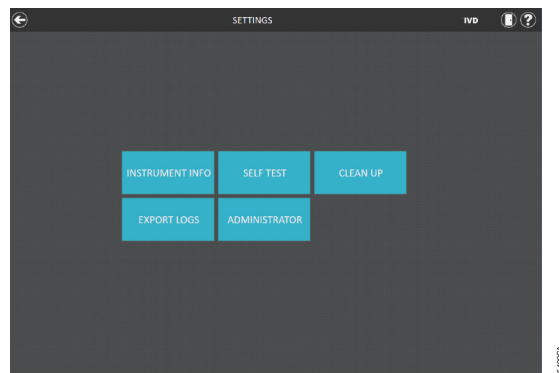 SETTINGS IVD ?
INSTRUMENT INFO SELF TEST CLEAN UP
EXPORT LOGS ADMINISTRATOR